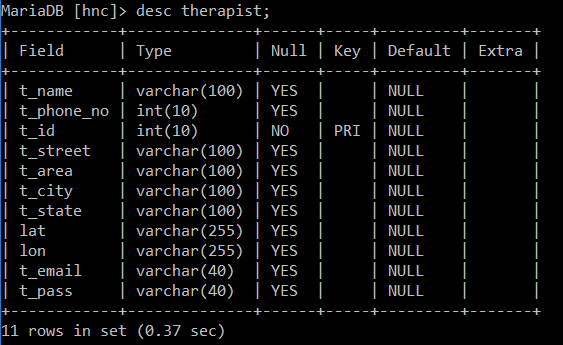 MariaDB [hnc]> desc therapist;
+------------+--------------+------+-----+---------+-------+
| Field      | Type         | Null | Key | Default | Extra |
+------------+--------------+------+-----+---------+-------+
| t_name     | varchar(100) | YES  |     | NULL    |       |
| t_phone_no | int(10)      | YES  |     | NULL    |       |
| t_id       | int(10)      | NO   | PRI | NULL    |       |
| t_street   | varchar(100) | YES  |     | NULL    |       |
| t_area     | varchar(100) | YES  |     | NULL    |       |
| t_city     | varchar(100) | YES  |     | NULL    |       |
| t_state    | varchar(100) | YES  |     | NULL    |       |
| lat        | varchar(255) | YES  |     | NULL    |       |
| lon        | varchar(255) | YES  |     | NULL    |       |
| t_email    | varchar(40)  | YES  |     | NULL    |       |
| t_pass     | varchar(40)  | YES  |     | NULL    |       |
+------------+--------------+------+-----+---------+-------+
11 rows in set (0.37 sec)